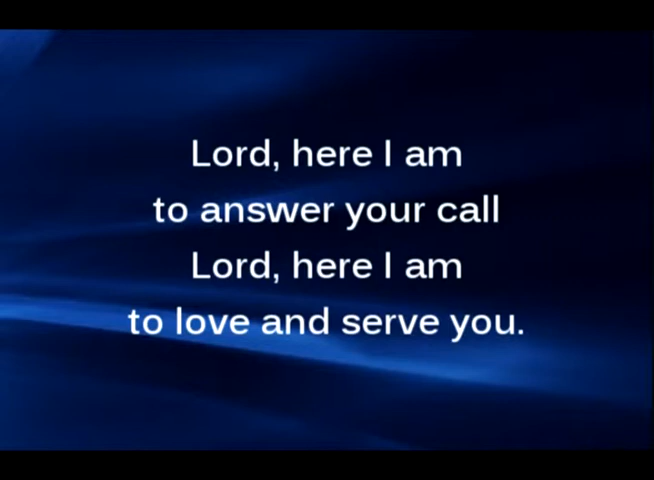 Lord, here I am
to answer your call
Lord, here I am
to love and serve you.